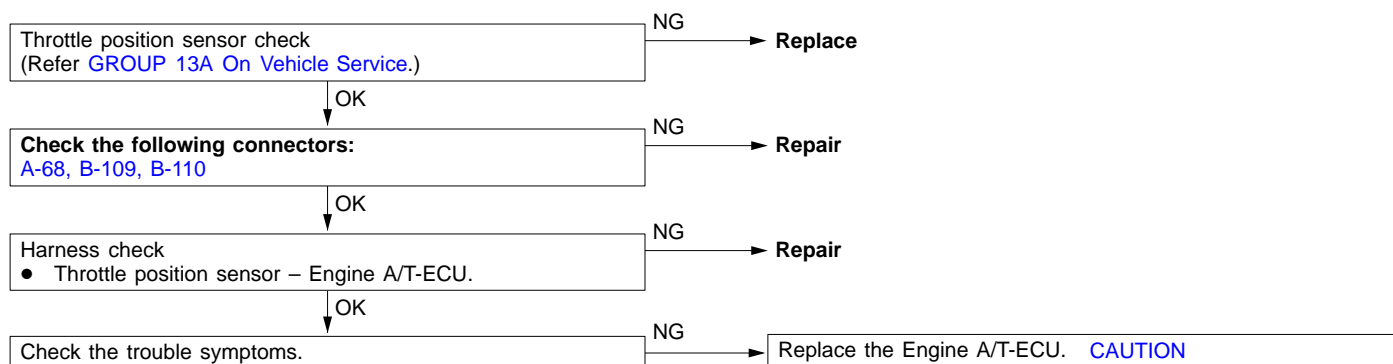 Throttle position sensor check
(Refer GROUP 13A On Vehicle Service.)
NG
Replace
OK
Check the following connectors:
A-68, B-109, B-110
NG
Repair
OK
Harness check
● Throttle position sensor – Engine A/T-ECU.
NG
Repair
OK
Check the trouble symptoms.
NG
Replace the Engine A/T-ECU. CAUTION